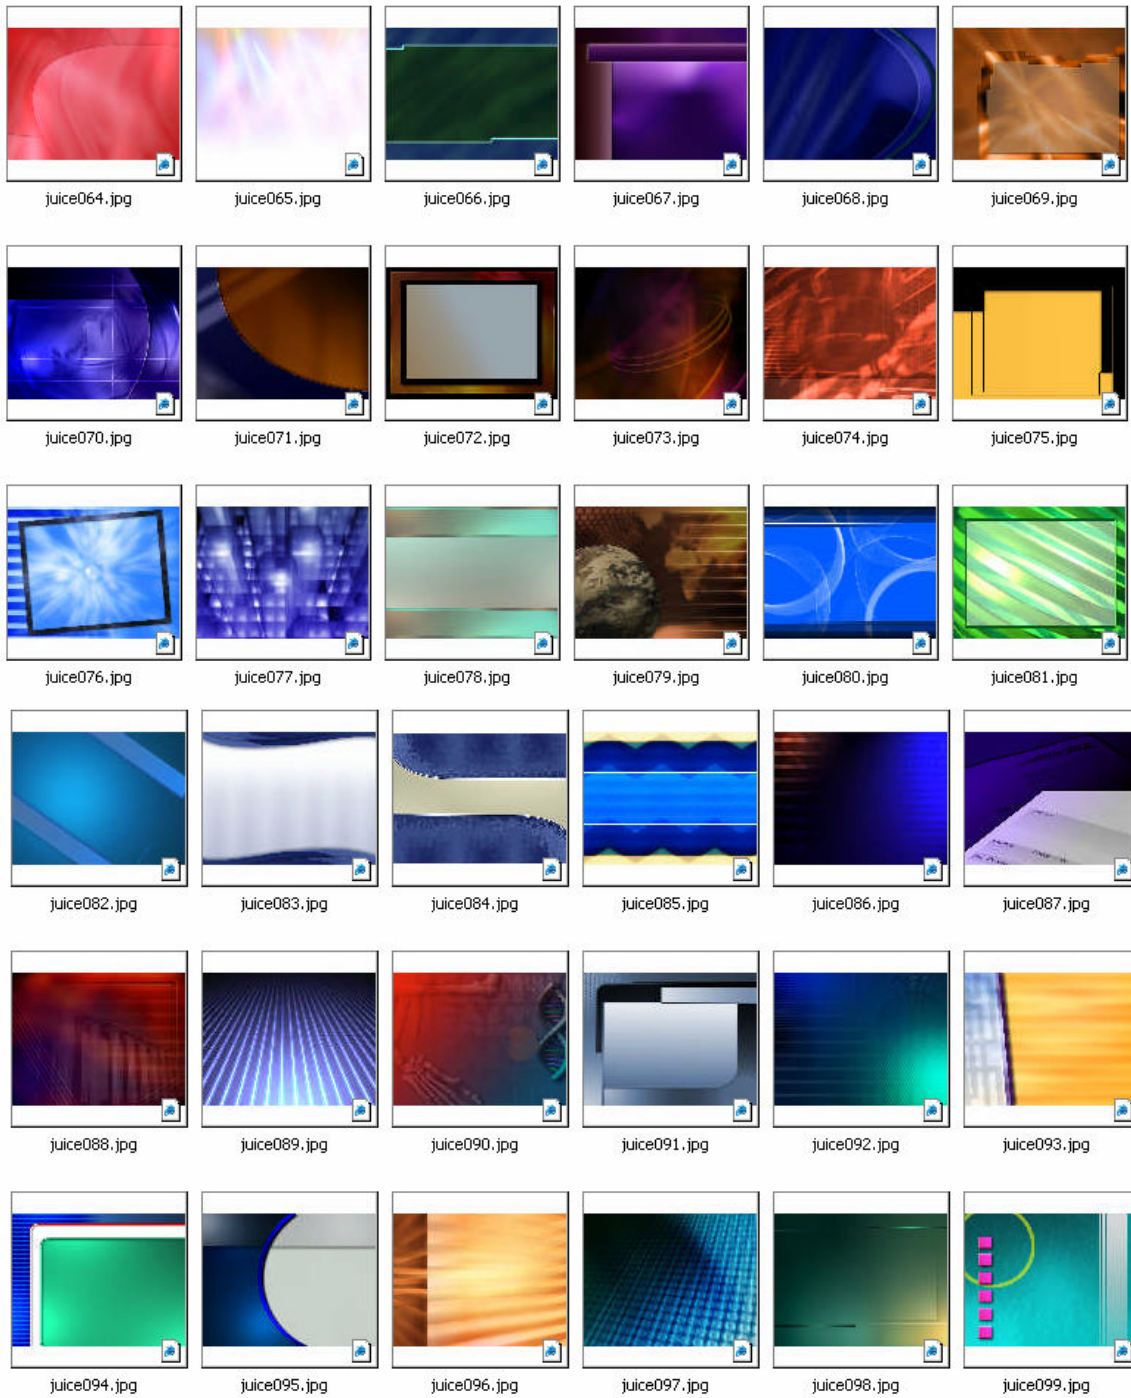 juice064.jpg juice065.jpg juice066.jpg juice067.jpg juice068.jpg juice069.jpg
juice070.jpg juice071.jpg juice072.jpg juice073.jpg juice074.jpg juice075.jpg
juice076.jpg juice077.jpg juice078.jpg juice079.jpg juice080.jpg juice081.jpg
juice082.jpg juice083.jpg juice084.jpg juice085.jpg juice086.jpg juice087.jpg
juice088.jpg juice089.jpg juice090.jpg juice091.jpg juice092.jpg juice093.jpg
juice094.jpg juice095.jpg juice096.jpg juice097.jpg juice098.jpg juice099.jpg